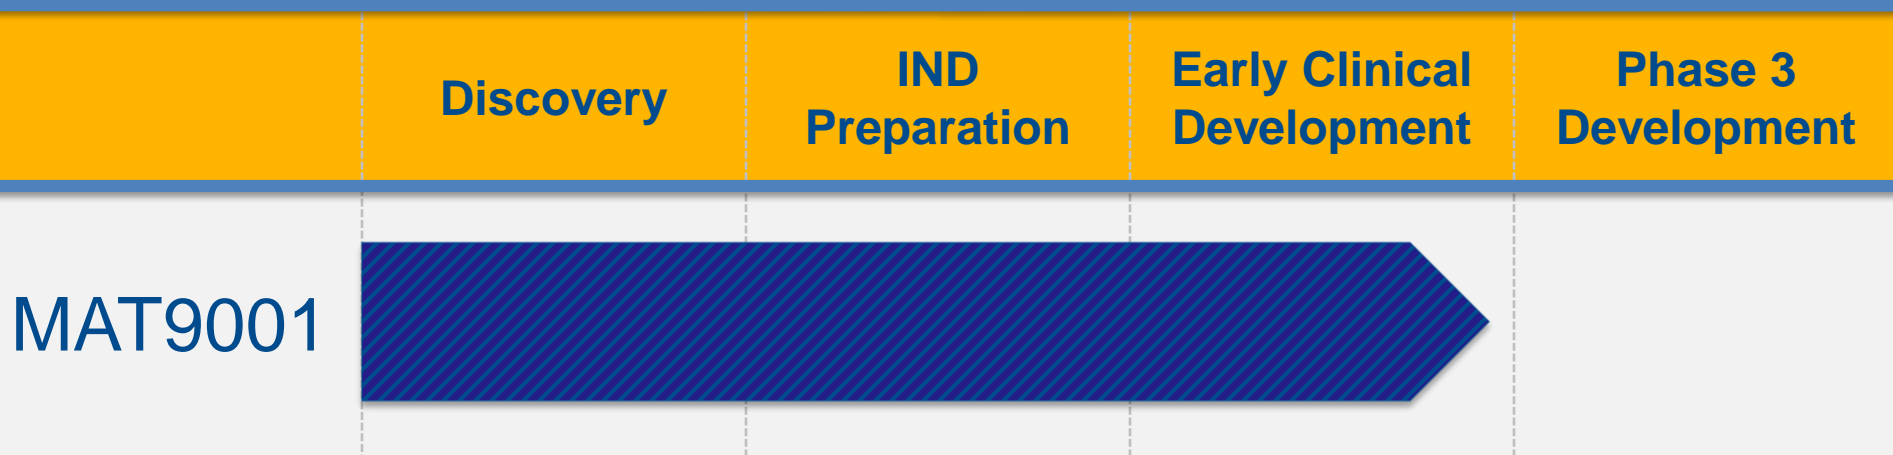 Discovery
IND
Preparation
Early Clinical
Development
Phase 3
Development
MAT9001